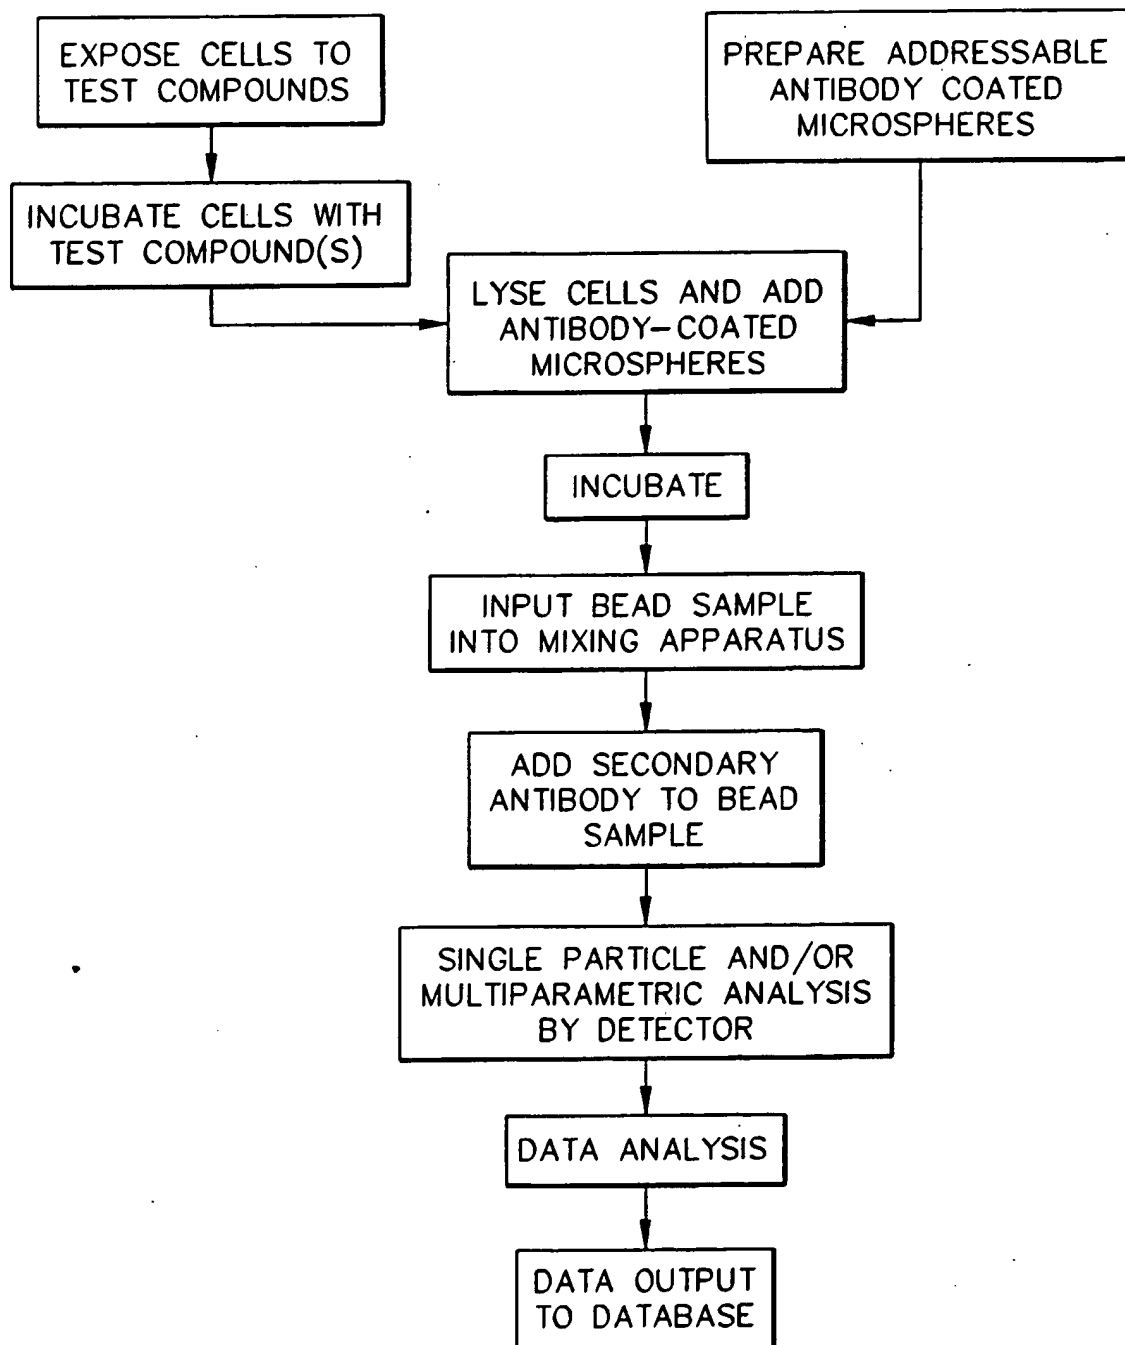 EXPOSE CELLS TO
TEST COMPOUNDS
PREPARE ADDRESSABLE
ANTIBODY COATED
MICROSPHERES
INCUBATE CELLS WITH
TEST COMPOUND(S)
LYSE CELLS AND ADD
ANTIBODY-COATED
MICROSPHERES
INCUBATE
INPUT BEAD SAMPLE
INTO MIXING APPARATUS
ADD SECONDARY
ANTIBODY TO BEAD
SAMPLE
SINGLE PARTICLE AND/OR
MULTIPARAMETRIC ANALYSIS
BY DETECTOR
DATA ANALYSIS
DATA OUTPUT
TO DATABASE